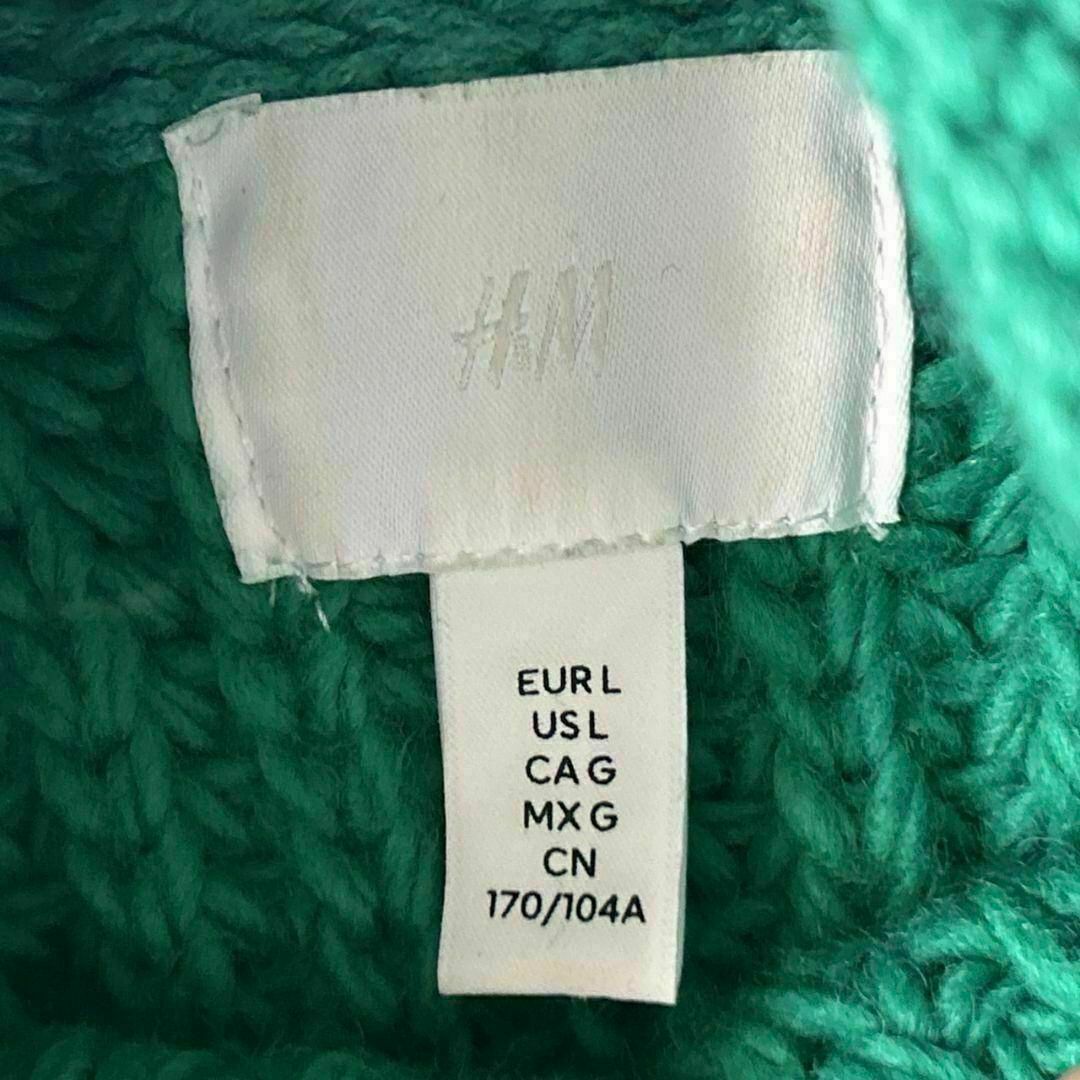 H&M
EUR L
US L
CA G
MX G
CN
170/104A